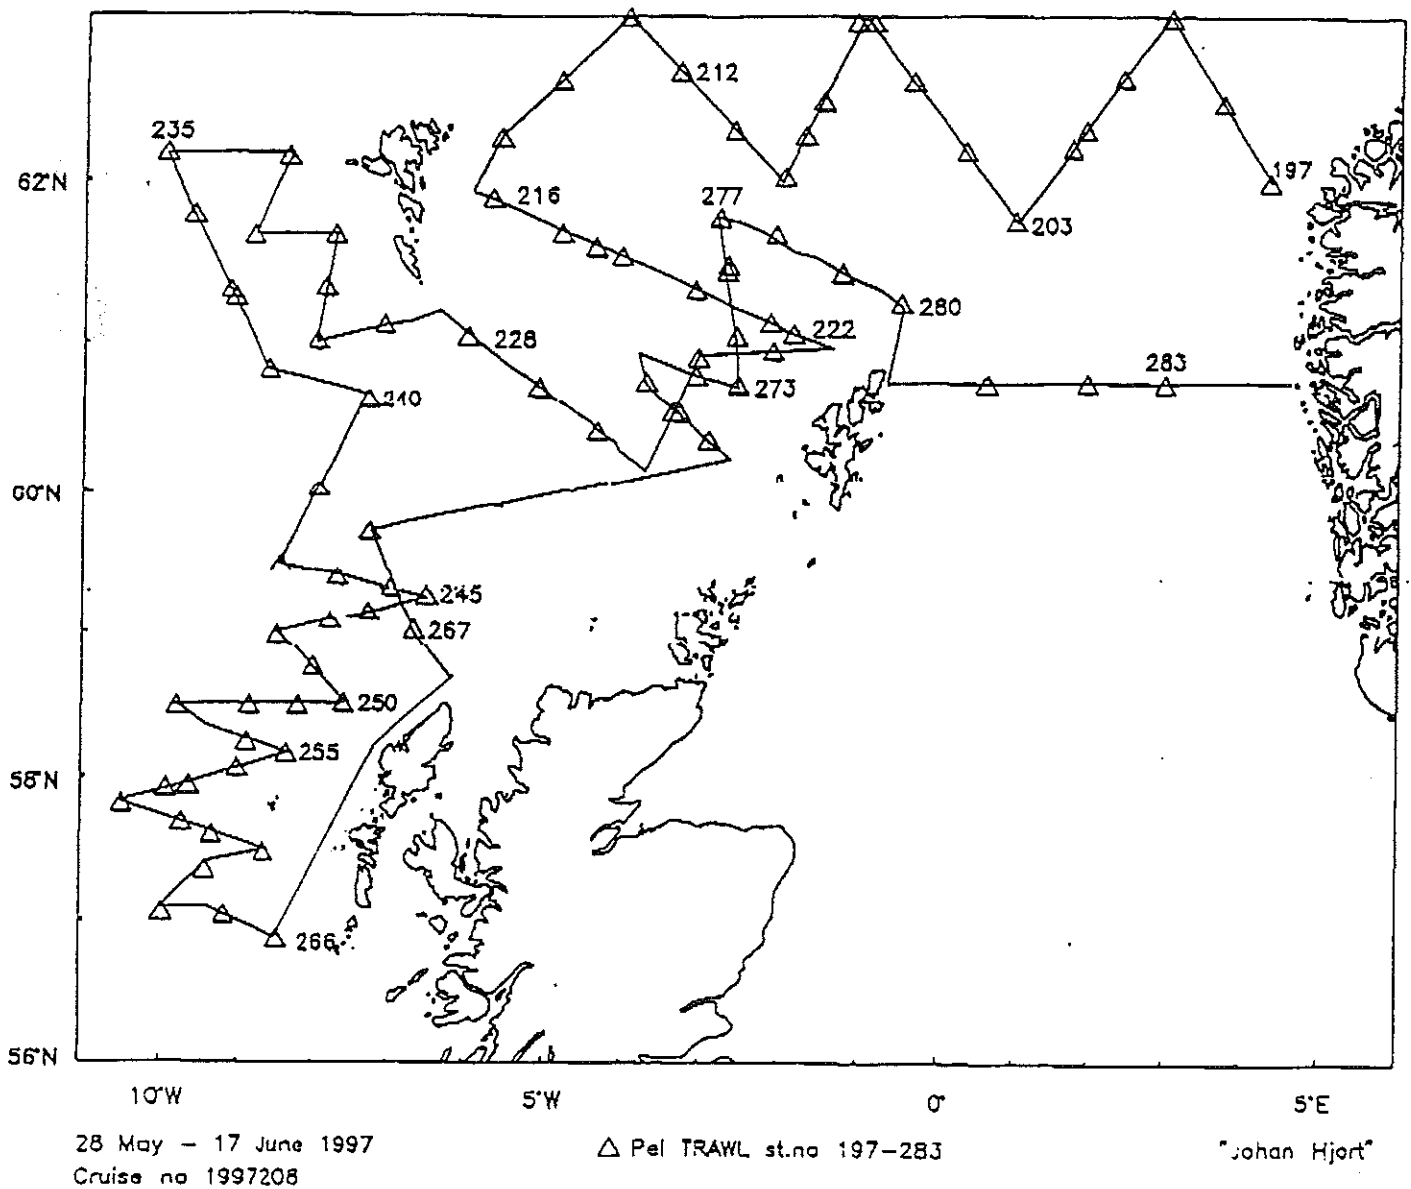 212
235
197
62°N
216
277
203
280
228
222
283
273
240
60°N
245
267
250
255
58°N
266
56°N
10°W 5°W 0° 5°E
28 May – 17 June 1997 △ Pel TRAWL st.no 197–283 "Johan Hjort"
Cruise no 1997208